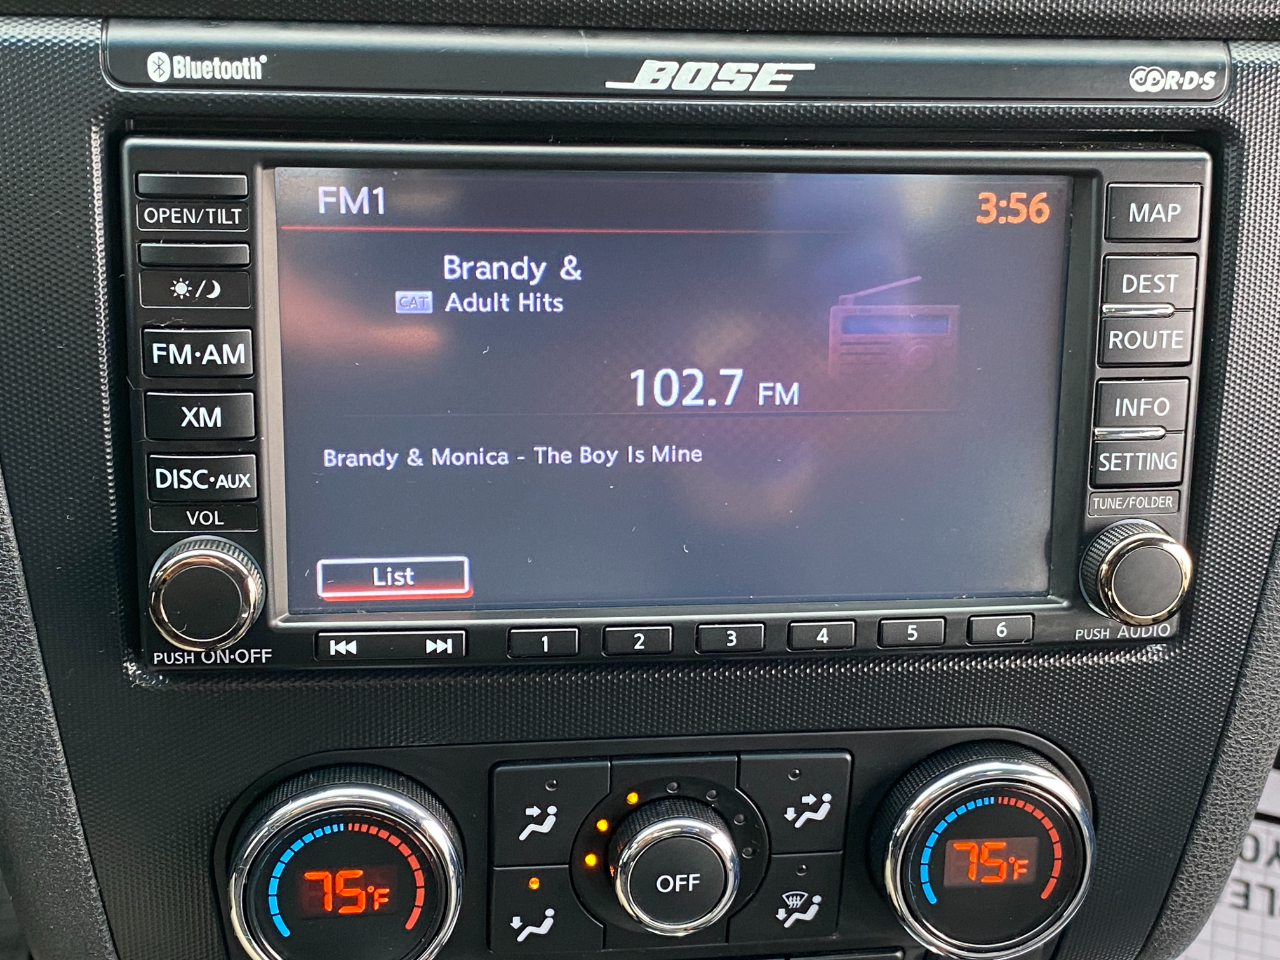 Bluetooth®
BOSE
R·D·S
OPEN/TILT
FM·AM
XM
DISC·AUX
VOL
PUSH ON·OFF
FM1
3:56
Brandy &
CAT Adult Hits
102.7 FM
Brandy & Monica - The Boy Is Mine
List
1 2 3 4 5 6
MAP
DEST
ROUTE
INFO
SETTING
TUNE/FOLDER
PUSH AUDIO
75°F
OFF
75°F